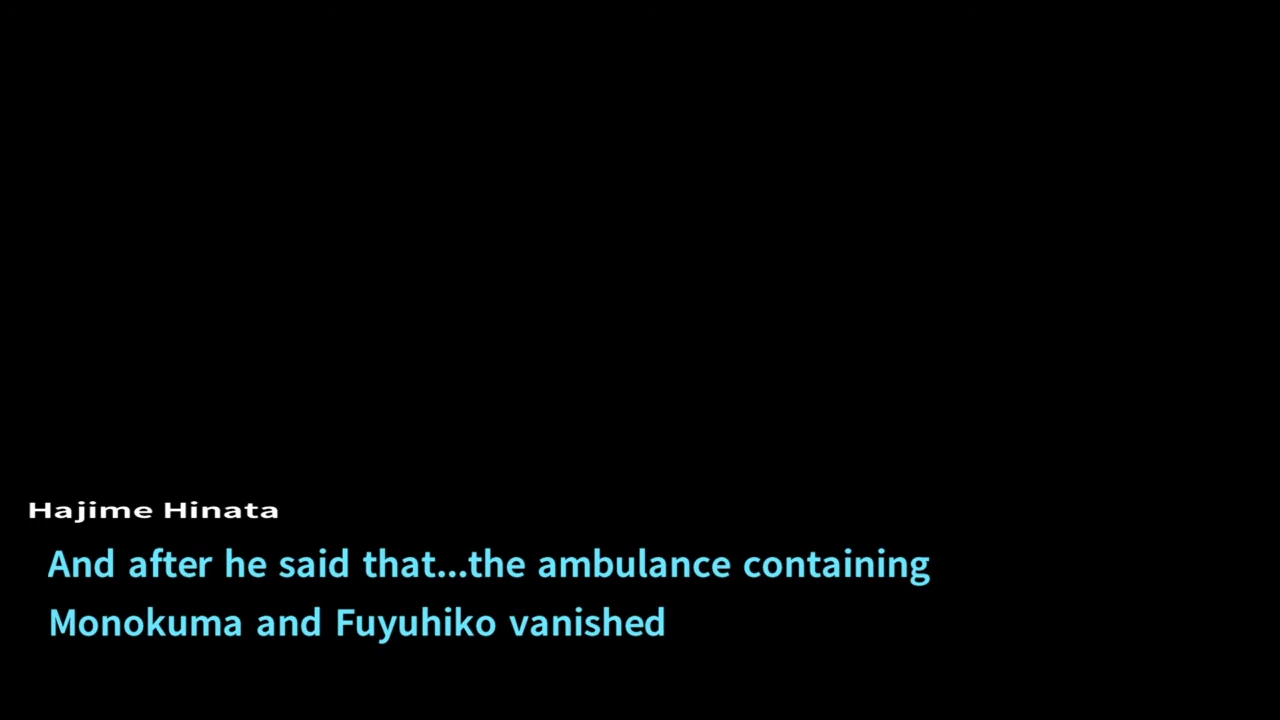 Hajime Hinata
And after he said that...the ambulance containing
Monokuma and Fuyuhiko vanished